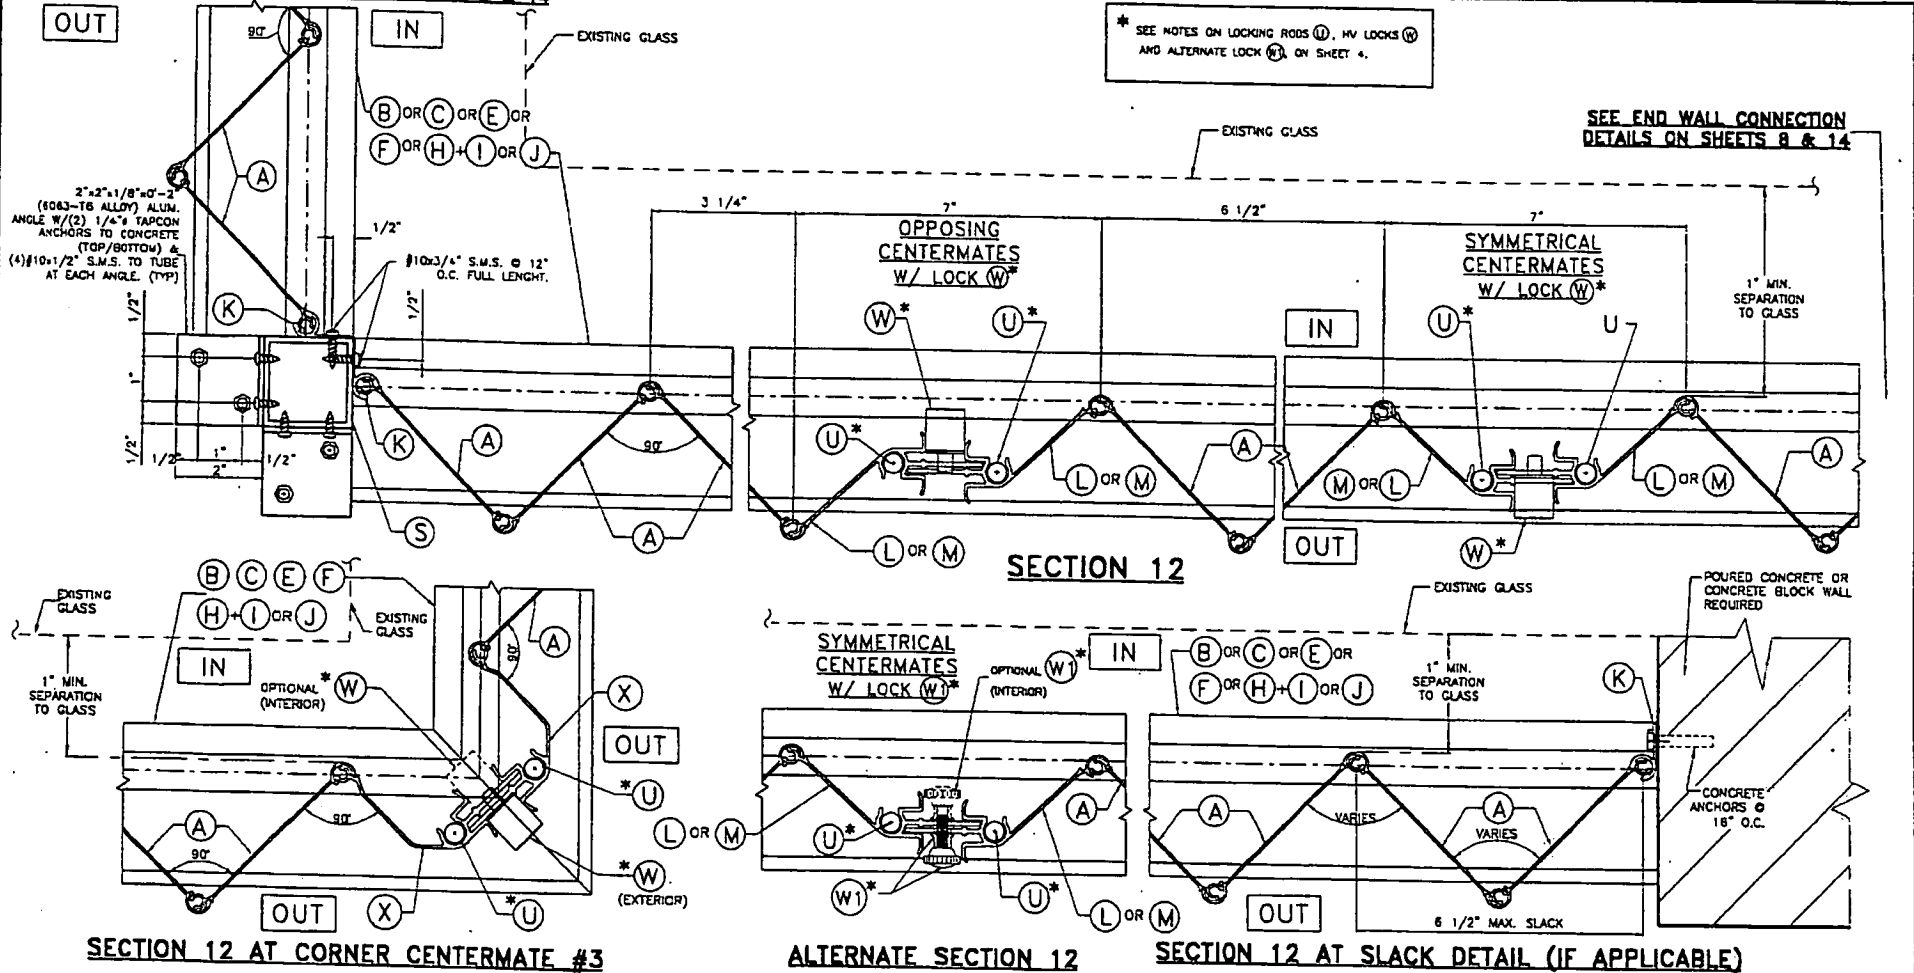 OUT
IN
90°
EXISTING GLASS
* SEE NOTES ON LOCKING RODS U, HV LOCKS W
AND ALTERNATE LOCK W1, ON SHEET 4.
B OR C OR E OR
F OR H+I OR J
EXISTING GLASS
SEE END WALL CONNECTION
DETAILS ON SHEETS 8 & 14
A
2"x2"x1/8"x0'-2"
(6063-T6 ALLOY) ALUM.
ANGLE W/(2) 1/4"ø TAPCON
ANCHORS TO CONCRETE
(TOP/BOTTOM) &
(4)#10x1/2" S.M.S. TO TUBE
AT EACH ANGLE. (TYP)
1/2"
#10x3/4" S.M.S. @ 12"
O.C. FULL LENGHT.
3 1/4"
7"
6 1/2"
7"
OPPOSING
CENTERMATES
W/ LOCK W*
SYMMETRICAL
CENTERMATES
W/ LOCK W*
1" MIN.
SEPARATION
TO GLASS
K
1/2"
1/2"
W*
U*
IN
U*
U
1"
1/2"
1/2"
1"
1/2"
2"
K
A
90°
U*
L OR M
A
M OR L
L OR M
A
S
A
L OR M
W*
OUT
SECTION 12
B C E F
H+I OR J
EXISTING
GLASS
EXISTING
GLASS
IN
A
90°
1" MIN.
SEPARATION
TO GLASS
OPTIONAL *W
(INTERIOR)
X
OUT
*U
A
90°
90°
*W
(EXTERIOR)
OUT
X
*U
SECTION 12 AT CORNER CENTERMATE #3
SYMMETRICAL
CENTERMATES
W/ LOCK W1*
OPTIONAL W1*
(INTERIOR)
IN
A
L OR M
U*
W1*
U*
L OR M
ALTERNATE SECTION 12
EXISTING GLASS
POURED CONCRETE OR
CONCRETE BLOCK WALL
REQUIRED
B OR C OR E OR
F OR H+I OR J
1" MIN.
SEPARATION
TO GLASS
K
CONCRETE
ANCHORS @
16" O.C.
A
VARIES
A
VARIES
OUT
6 1/2" MAX. SLACK
SECTION 12 AT SLACK DETAIL (IF APPLICABLE)